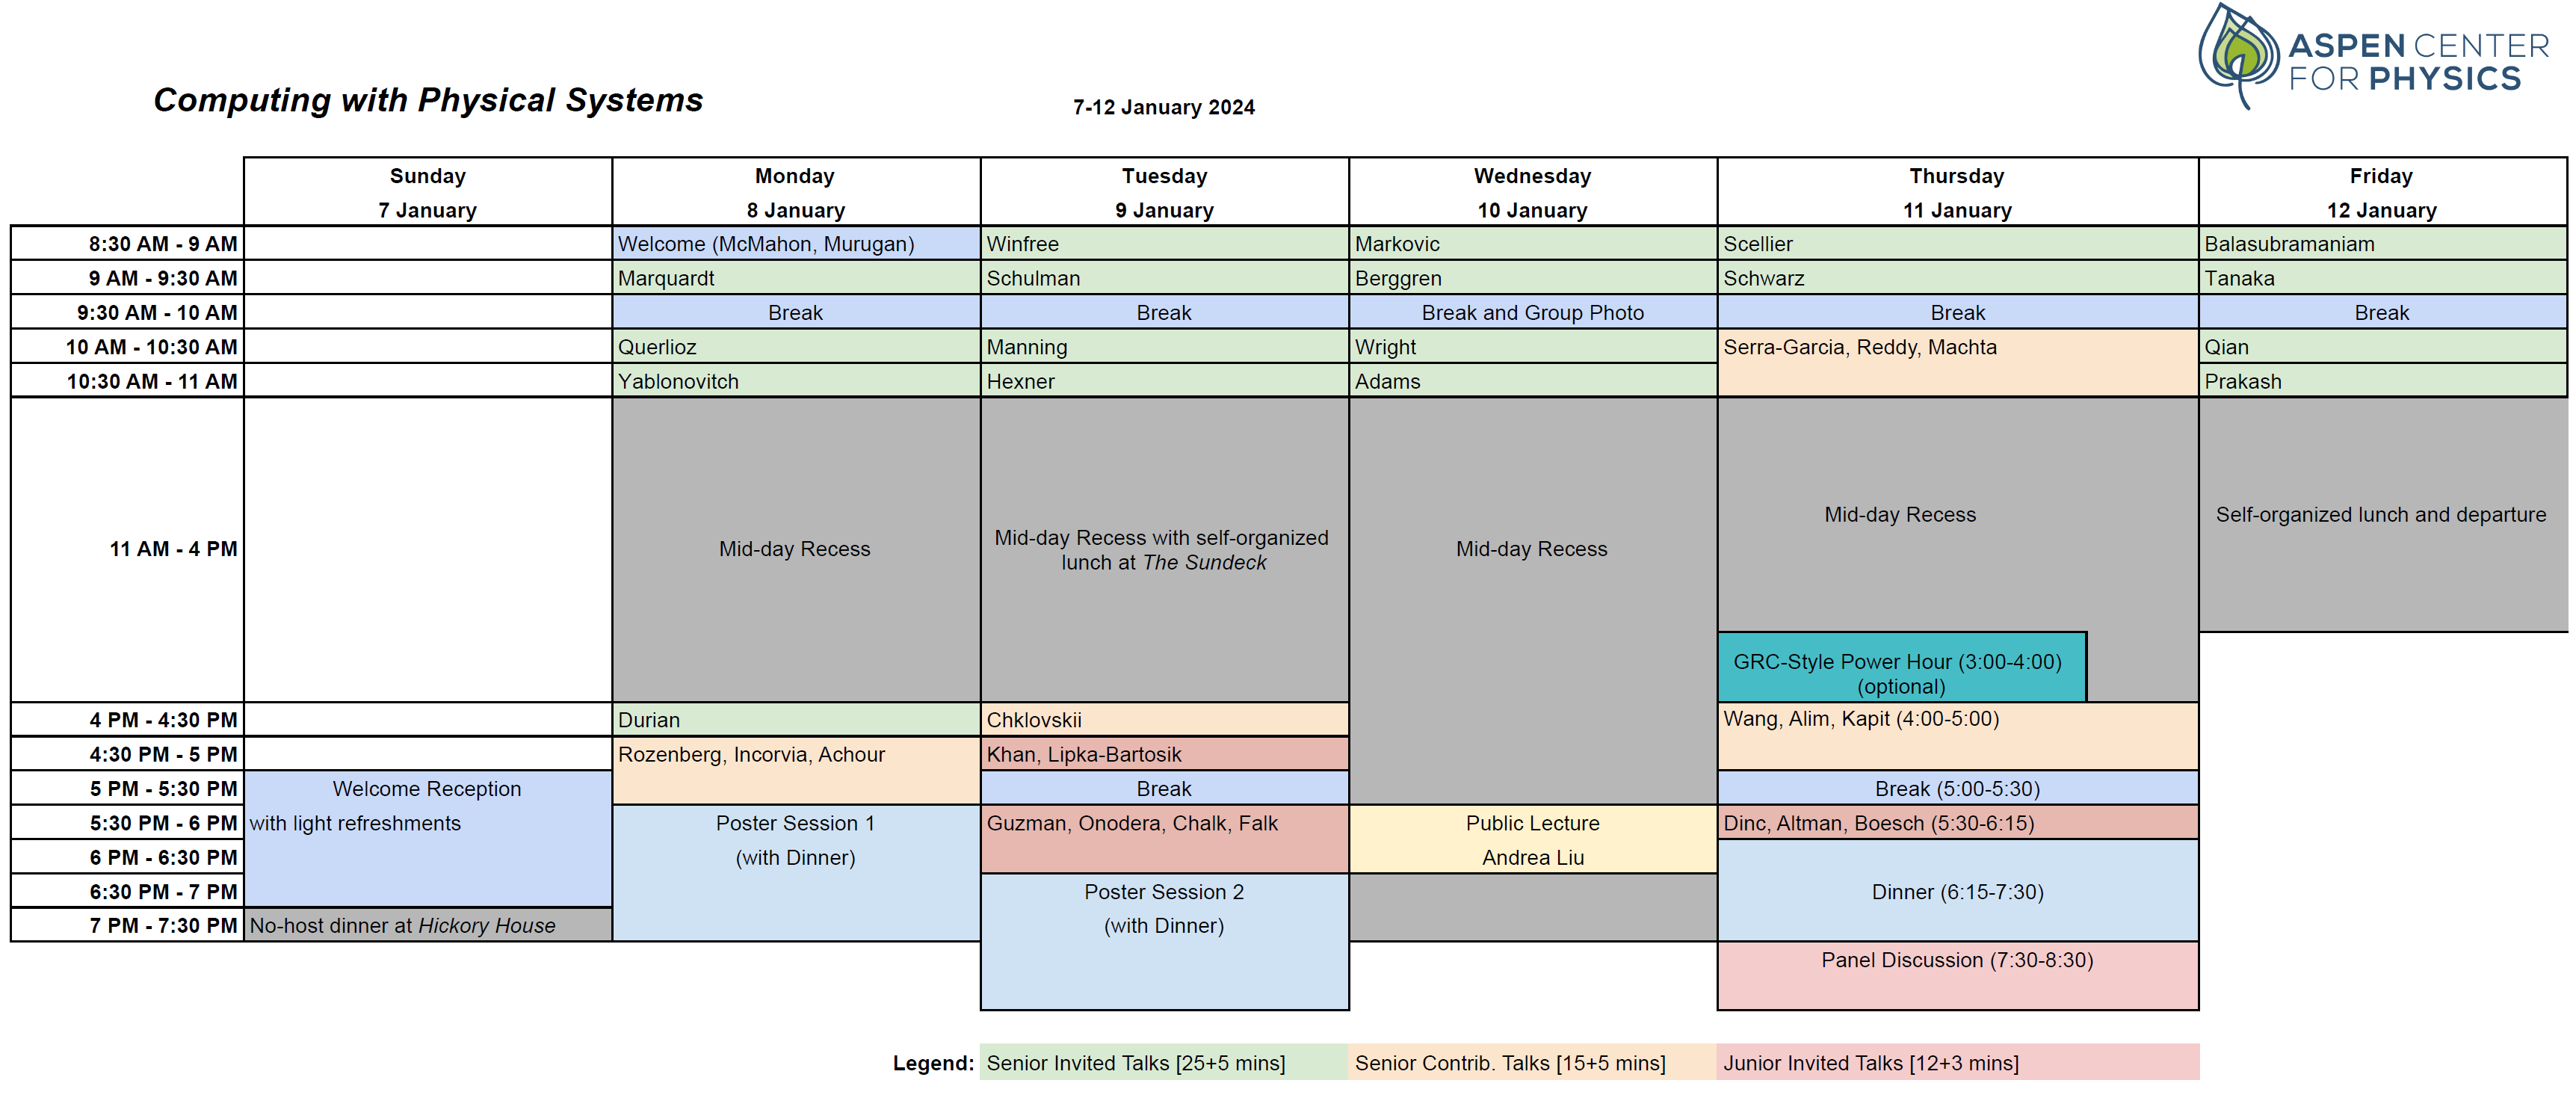 ASPEN CENTER
FOR PHYSICS
Computing with Physical Systems
7-12 January 2024
Sunday Monday Tuesday Wednesday Thursday Friday
7 January 8 January 9 January 10 January 11 January 12 January
8:30 AM - 9 AM Welcome (McMahon, Murugan) Winfree Markovic Scellier Balasubramaniam
9 AM - 9:30 AM Marquardt Schulman Berggren Schwarz Tanaka
9:30 AM - 10 AM Break Break Break and Group Photo Break Break
10 AM - 10:30 AM Querlioz Manning Wright Serra-Garcia, Reddy, Machta Qian
10:30 AM - 11 AM Yablonovitch Hexner Adams Prakash
11 AM - 4 PM Mid-day Recess Mid-day Recess with self-organized
lunch at The Sundeck Mid-day Recess Mid-day Recess Self-organized lunch and departure
GRC-Style Power Hour (3:00-4:00)
(optional)
4 PM - 4:30 PM Durian Chklovskii Wang, Alim, Kapit (4:00-5:00)
4:30 PM - 5 PM Rozenberg, Incorvia, Achour Khan, Lipka-Bartosik
5 PM - 5:30 PM Welcome Reception Break Break (5:00-5:30)
5:30 PM - 6 PM with light refreshments Poster Session 1 Guzman, Onodera, Chalk, Falk Public Lecture Dinc, Altman, Boesch (5:30-6:15)
6 PM - 6:30 PM (with Dinner) Andrea Liu
6:30 PM - 7 PM Poster Session 2 Dinner (6:15-7:30)
7 PM - 7:30 PM No-host dinner at Hickory House (with Dinner)
Panel Discussion (7:30-8:30)
Legend: Senior Invited Talks [25+5 mins] Senior Contrib. Talks [15+5 mins] Junior Invited Talks [12+3 mins]